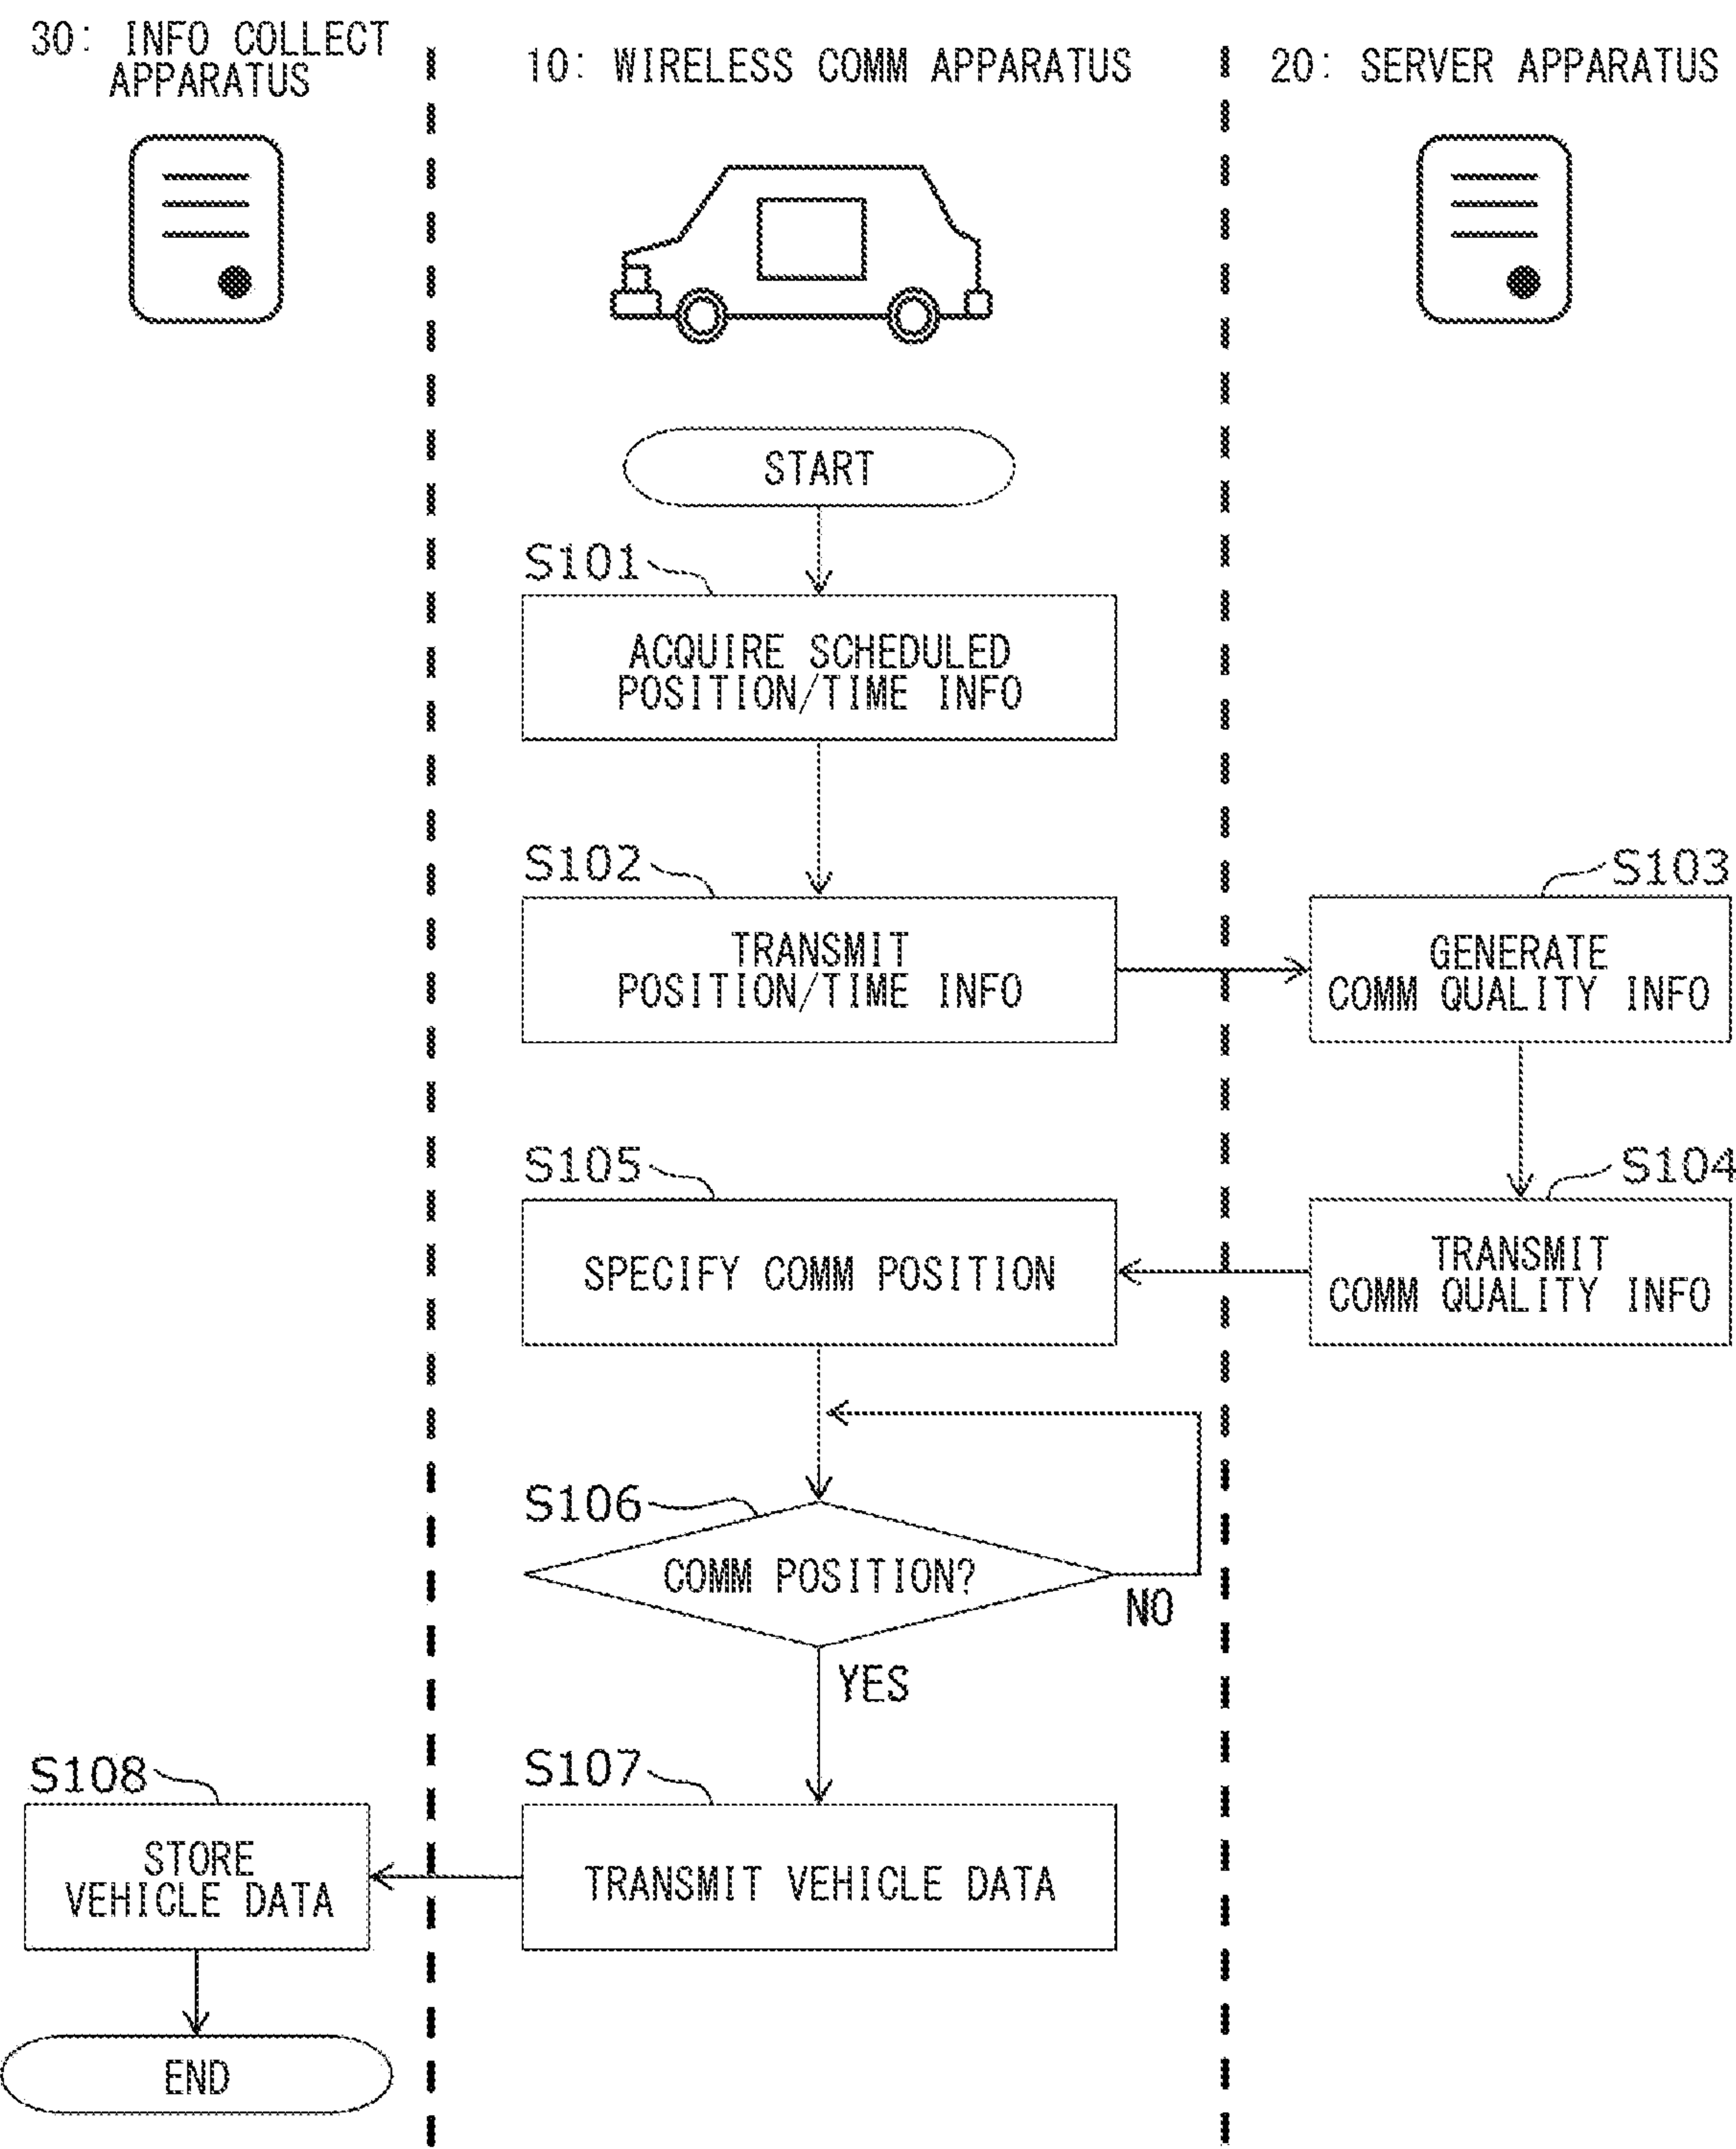 30: INFO COLLECT
APPARATUS
10: WIRELESS COMM APPARATUS
20: SERVER APPARATUS
START
S101
ACQUIRE SCHEDULED
POSITION/TIME INFO
S102
TRANSMIT
POSITION/TIME INFO
S103
GENERATE
COMM QUALITY INFO
S104
TRANSMIT
COMM QUALITY INFO
S105
SPECIFY COMM POSITION
S106
COMM POSITION?
NO
YES
S107
TRANSMIT VEHICLE DATA
S108
STORE
VEHICLE DATA
END